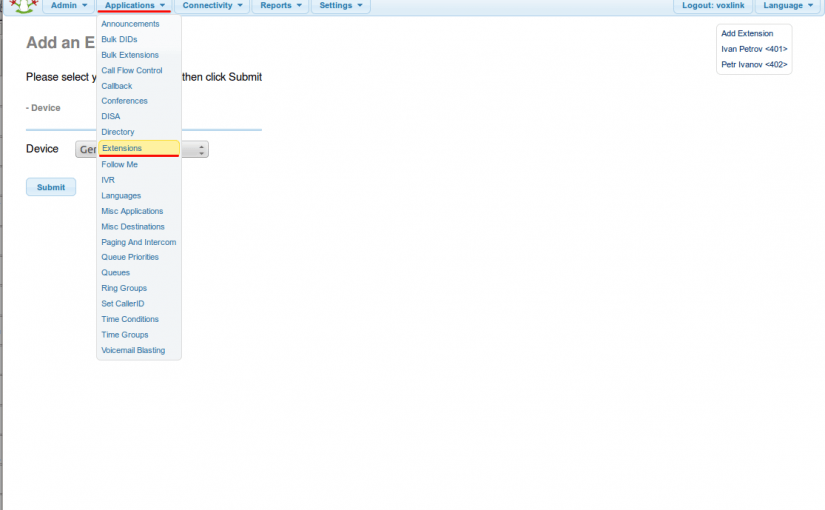 Admin
Applications
Connectivity
Reports
Settings
Logout: voxlink
Language
Add an E
Please select y then click Submit
- Device
Device Ge
Submit
Announcements
Bulk DIDs
Bulk Extensions
Call Flow Control
Callback
Conferences
DISA
Directory
Extensions
Follow Me
IVR
Languages
Misc Applications
Misc Destinations
Paging And Intercom
Queue Priorities
Queues
Ring Groups
Set CallerID
Time Conditions
Time Groups
Voicemail Blasting
Add Extension
Ivan Petrov <401>
Petr Ivanov <402>